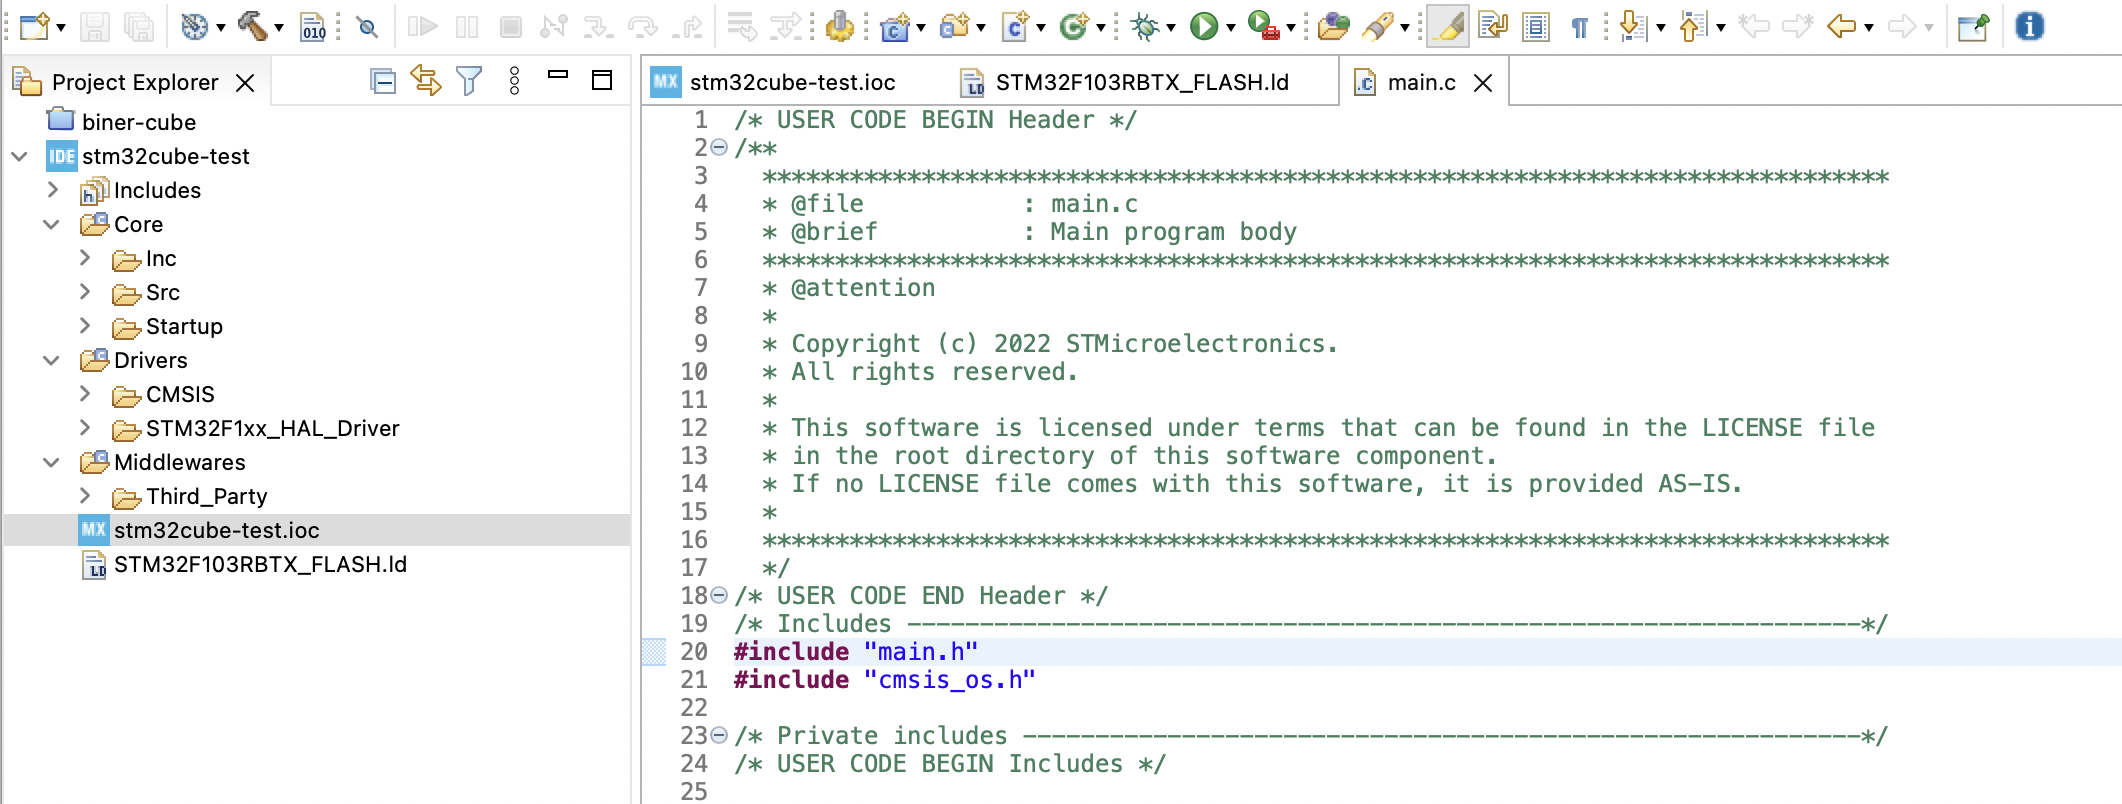 010
Project Explorer
biner-cube
IDE stm32cube-test
Includes
Core
Inc
Src
Startup
Drivers
CMSIS
STM32F1xx_HAL_Driver
Middlewares
Third_Party
MX stm32cube-test.ioc
STM32F103RBTX_FLASH.ld
MX stm32cube-test.ioc
STM32F103RBTX_FLASH.ld
main.c
1 /* USER CODE BEGIN Header */
2 /**
3 ******************************************************************************
4 * @file : main.c
5 * @brief : Main program body
6 ******************************************************************************
7 * @attention
8 *
9 * Copyright (c) 2022 STMicroelectronics.
10 * All rights reserved.
11 *
12 * This software is licensed under terms that can be found in the LICENSE file
13 * in the root directory of this software component.
14 * If no LICENSE file comes with this software, it is provided AS-IS.
15 *
16 ******************************************************************************
17 */
18 /* USER CODE END Header */
19 /* Includes ------------------------------------------------------------------*/
20 #include "main.h"
21 #include "cmsis_os.h"
22
23 /* Private includes ----------------------------------------------------------*/
24 /* USER CODE BEGIN Includes */
25